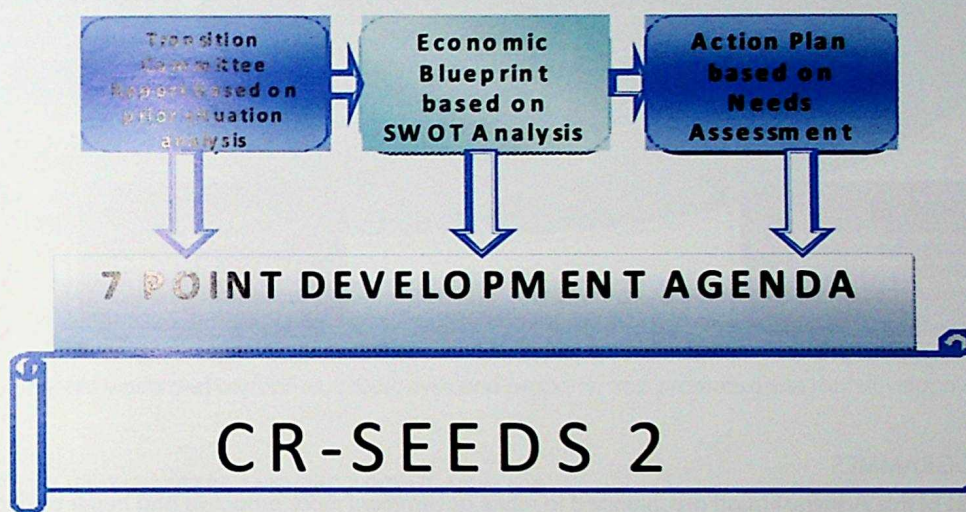 Transition
Committee
Report Based on
prior situation
analysis
Economic
Blueprint
based on
SWOT Analysis
Action Plan
based on
Needs
Assessment
7 POINT DEVELOPMENT AGENDA
CR-SEEDS 2